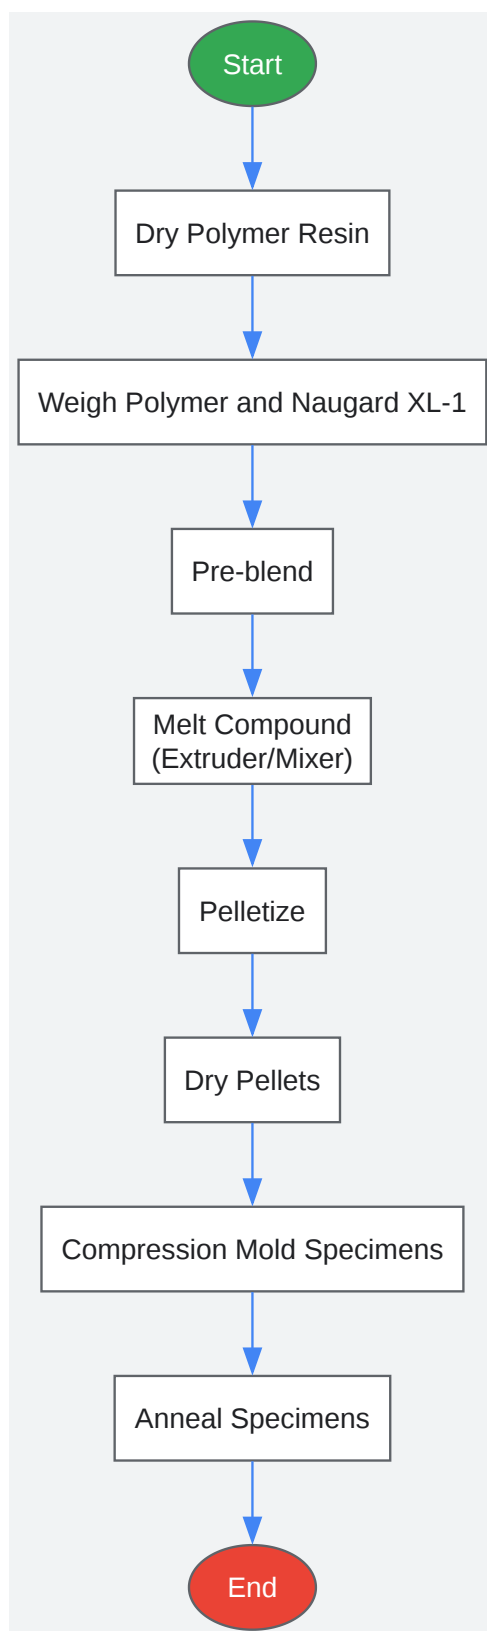 Start
Dry Polymer Resin
Weigh Polymer and Naugard XL-1
Pre-blend
Melt Compound
(Extruder/Mixer)
Pelletize
Dry Pellets
Compression Mold Specimens
Anneal Specimens
End